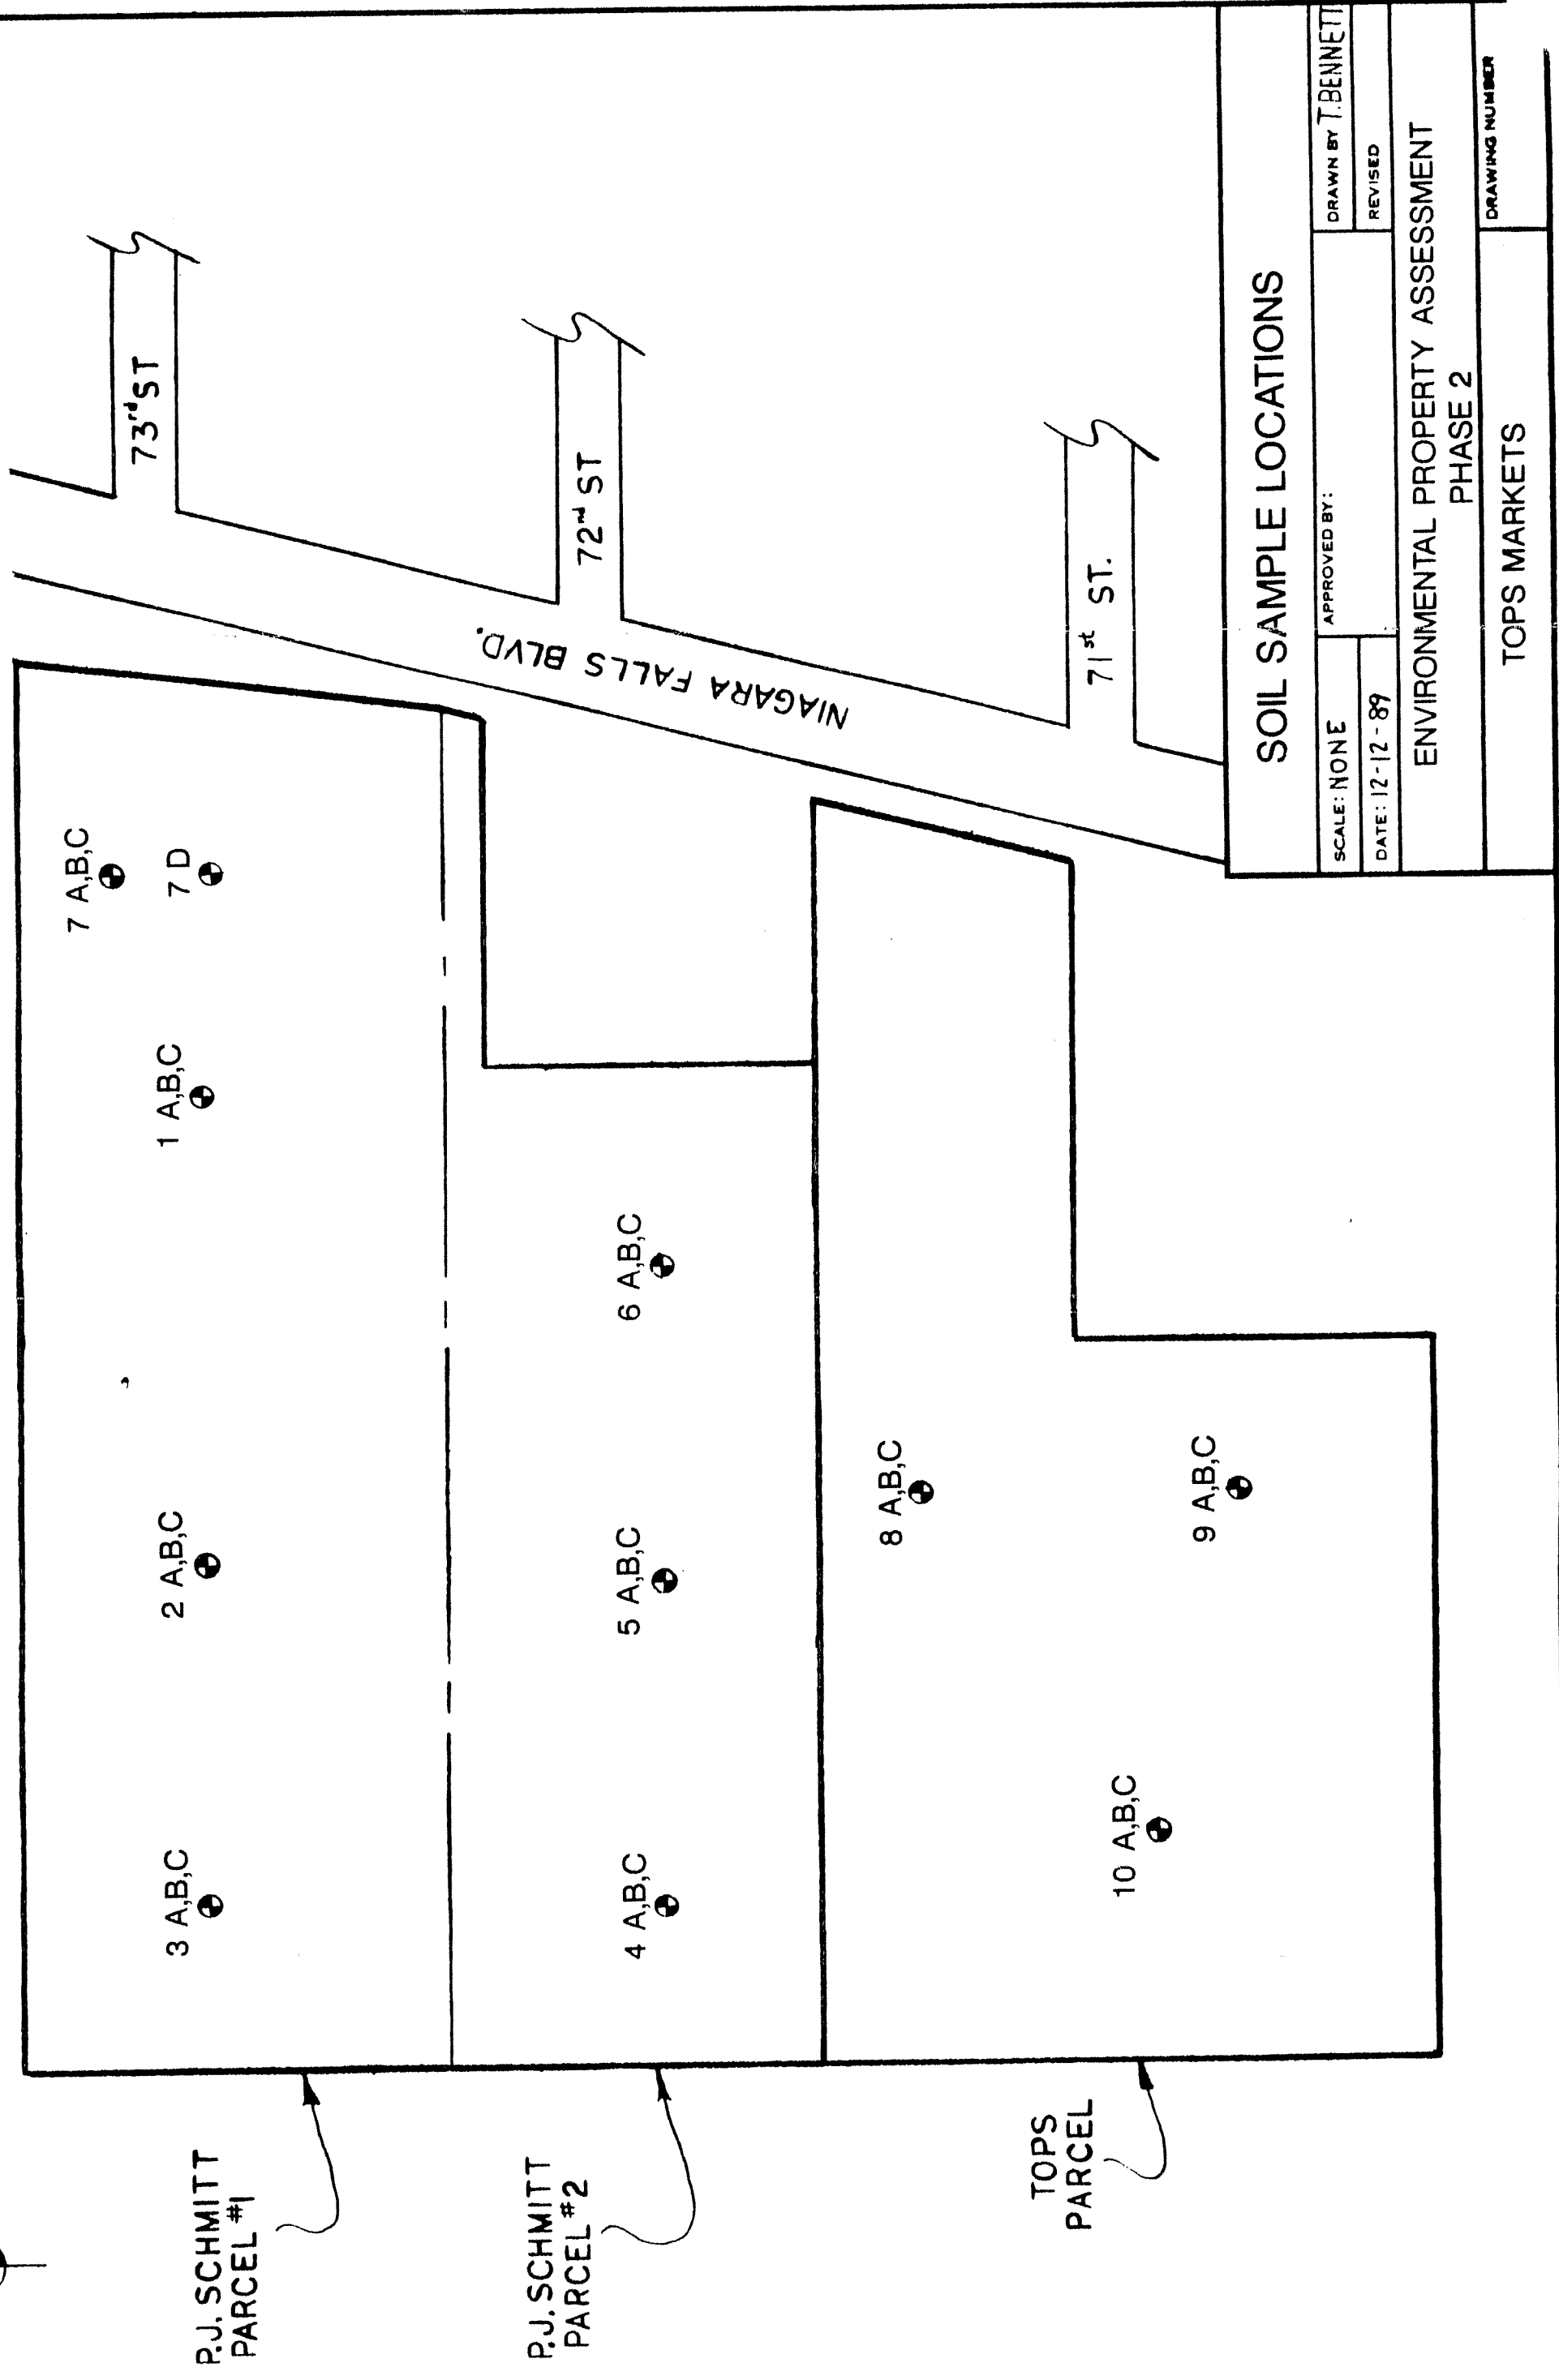 73rd ST
72nd ST
71st ST.
NIAGARA FALLS BLVD.
7 A,B,C
7 D
1 A,B,C
2 A,B,C
3 A,B,C
6 A,B,C
5 A,B,C
4 A,B,C
8 A,B,C
9 A,B,C
10 A,B,C
P.J. SCHMITT
PARCEL #1
P.J. SCHMITT
PARCEL #2
TOPS
PARCEL
SOIL SAMPLE LOCATIONS
SCALE: NONE
APPROVED BY:
DRAWN BY T. BENNETT
DATE: 12-12-89
REVISED
ENVIRONMENTAL PROPERTY ASSESSMENT
PHASE 2
TOPS MARKETS
DRAWING NUMBER